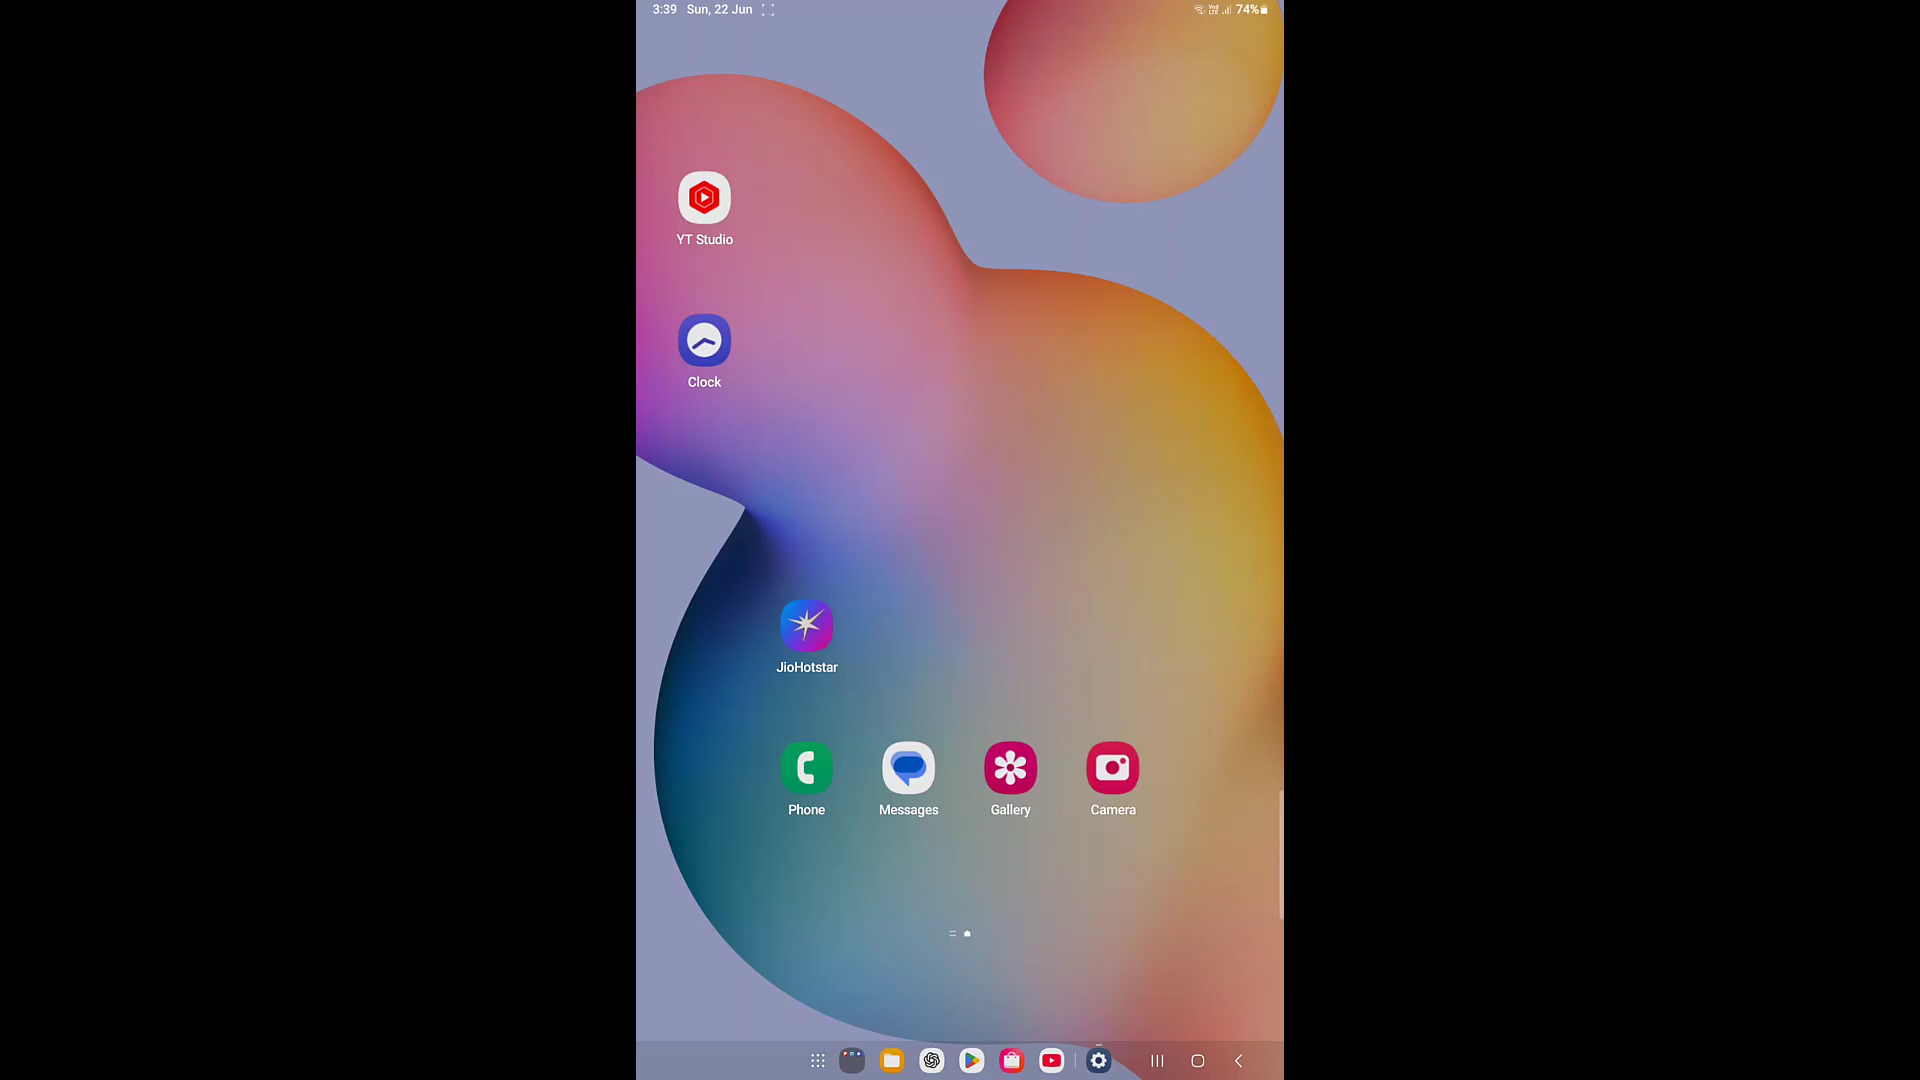 3:39 Sun, 22 Jun
74%
YT Studio
Clock
JioHotstar
Phone Messages Gallery Camera